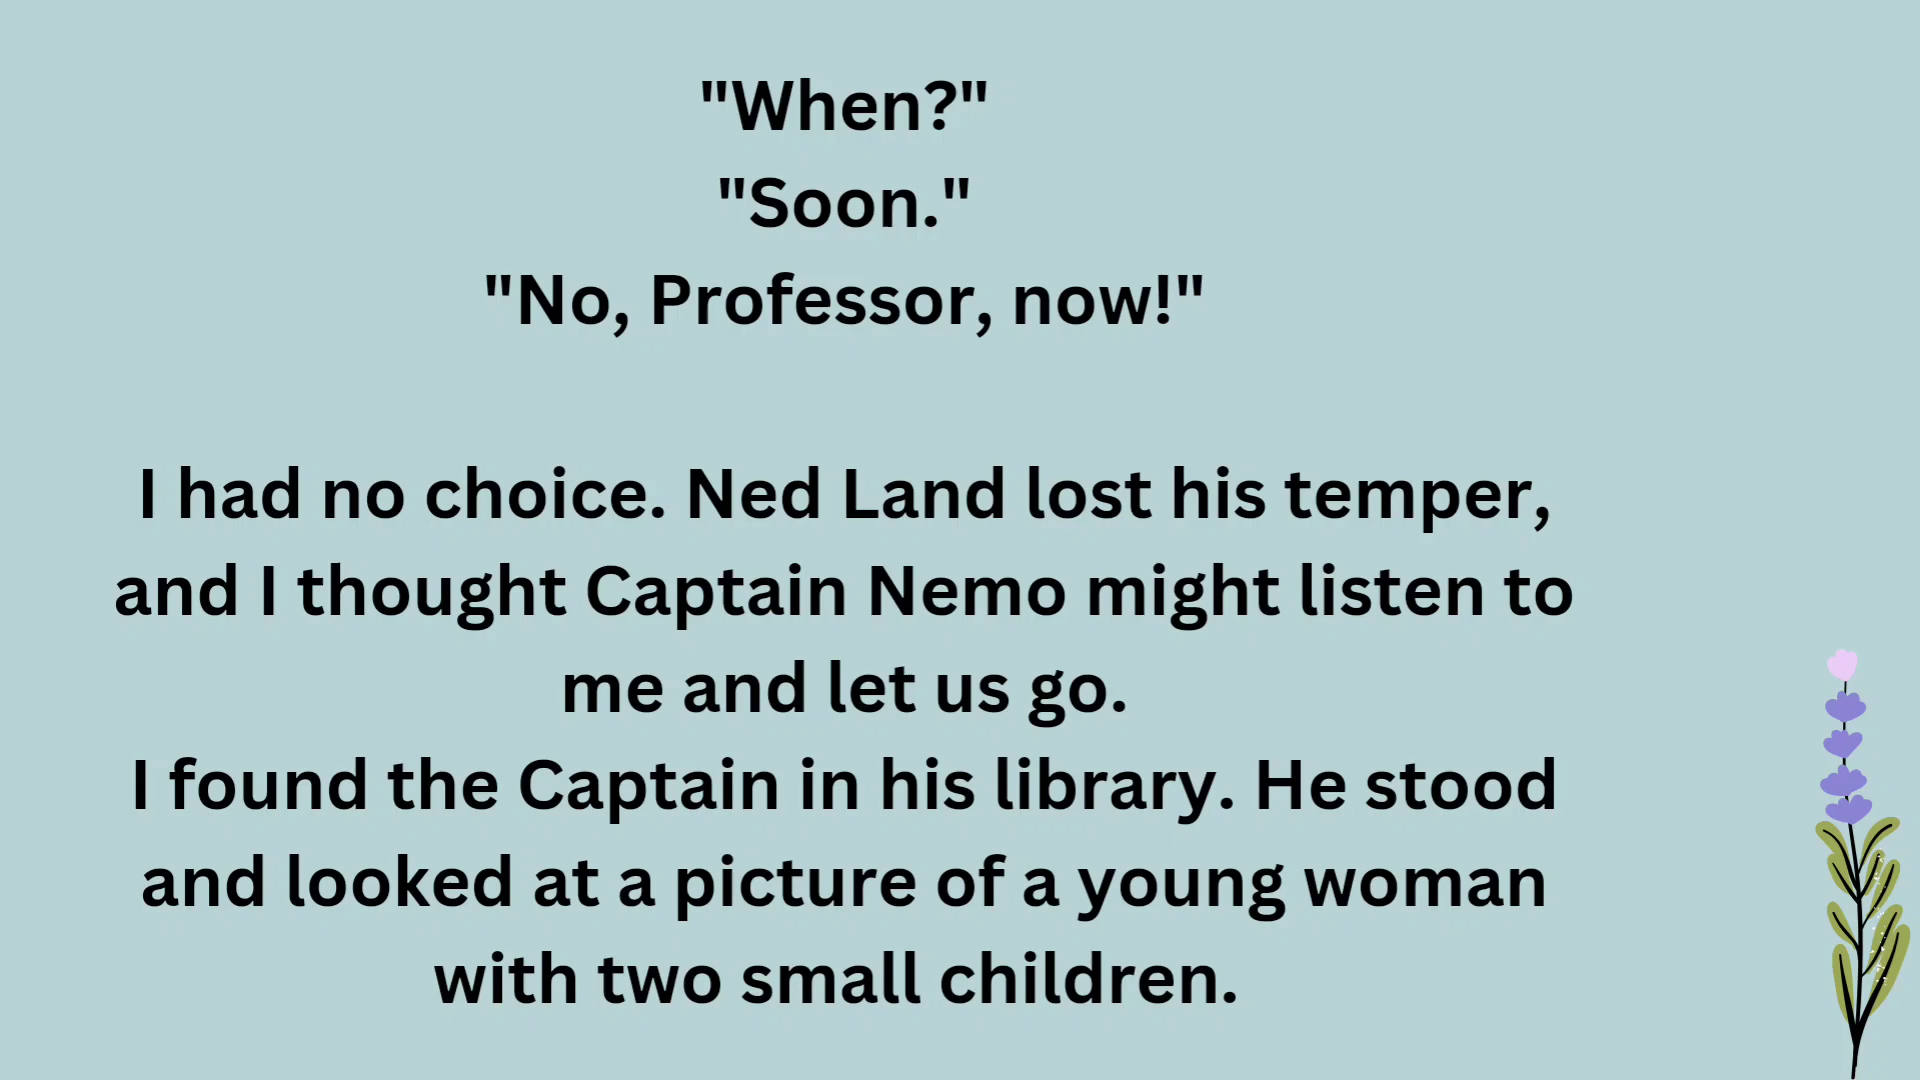 "When?"
"Soon."
"No, Professor, now!"
I had no choice. Ned Land lost his temper,
and I thought Captain Nemo might listen to
me and let us go.
I found the Captain in his library. He stood
and looked at a picture of a young woman
with two small children.